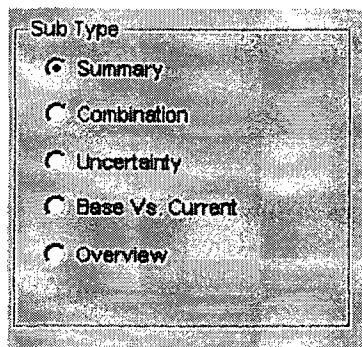 Sub Type
Summary
Combination
Uncertainty
Base Vs. Current
Overview